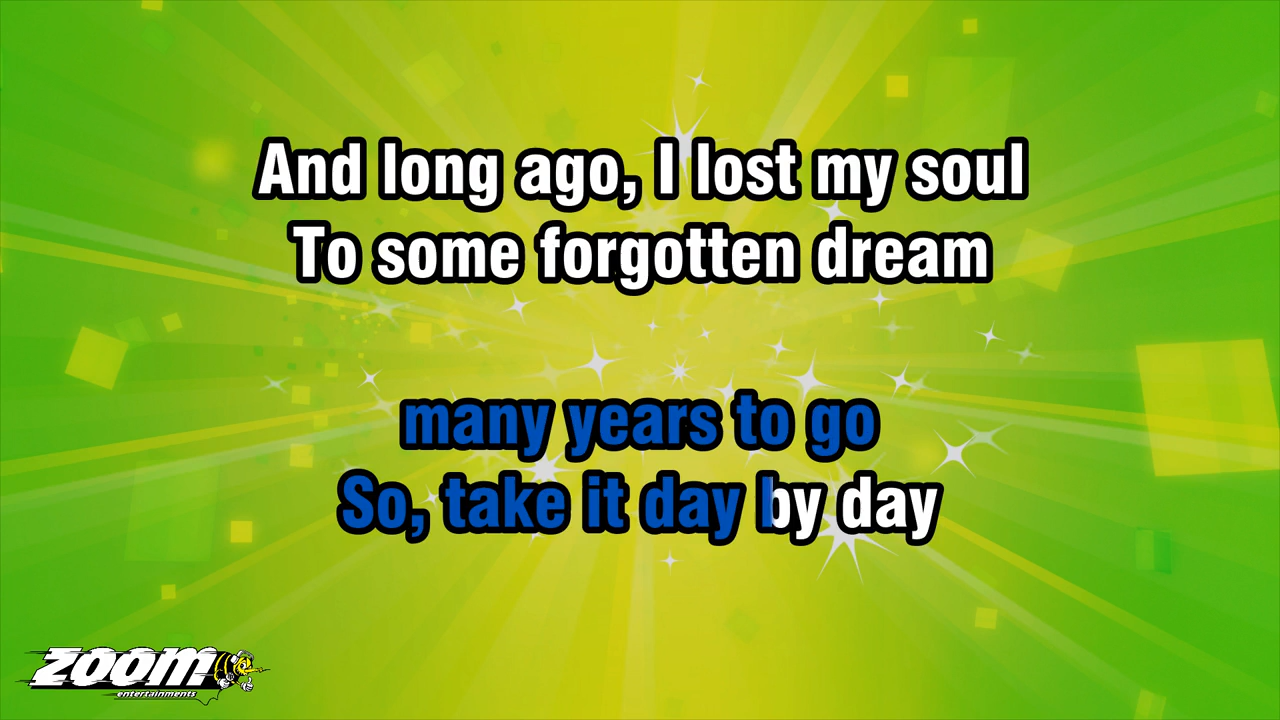 And long ago, I lost my soul
To some forgotten dream
many years to go
So, take it day by day
ZOOM
entertainments